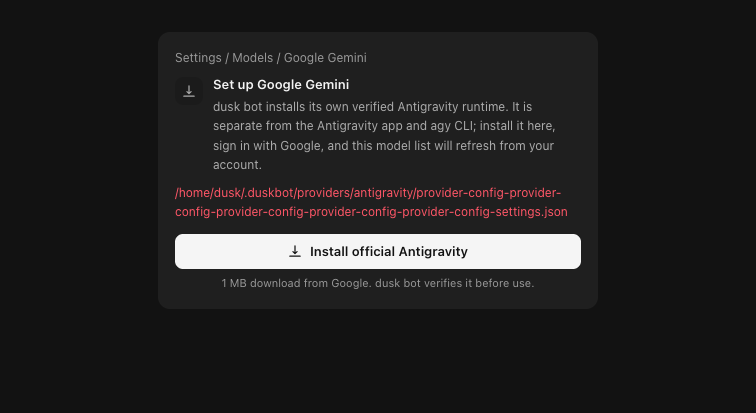 Settings / Models / Google Gemini
Set up Google Gemini
dusk bot installs its own verified Antigravity runtime. It is
separate from the Antigravity app and agy CLI; install it here,
sign in with Google, and this model list will refresh from your
account.
/home/dusk/.duskbot/providers/antigravity/provider-config-provider-
config-provider-config-provider-config-provider-config-settings.json
Install official Antigravity
1 MB download from Google. dusk bot verifies it before use.